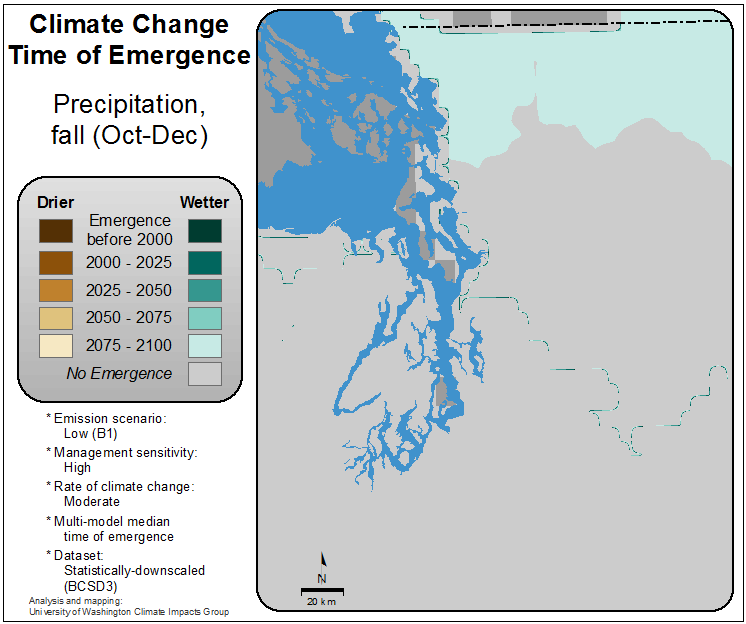 Climate Change
Time of Emergence
Precipitation,
fall (Oct-Dec)
Drier Wetter
Emergence
before 2000
2000 - 2025
2025 - 2050
2050 - 2075
2075 - 2100
No Emergence
* Emission scenario:
Low (B1)
* Management sensitivity:
High
* Rate of climate change:
Moderate
* Multi-model median
time of emergence
* Dataset:
Statistically-downscaled
(BCSD3)
Analysis and mapping:
University of Washington Climate Impacts Group
N
20 km